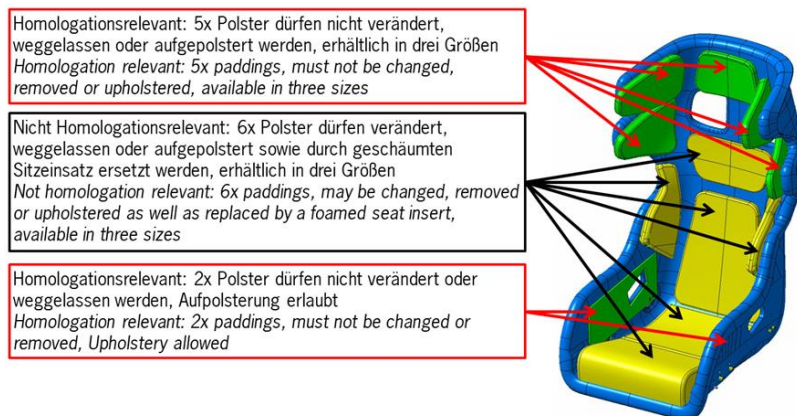 Homologationsrelevant: 5x Polster dürfen nicht verändert,
weggelassen oder aufgepolstert werden, erhältlich in drei Größen
Homologation relevant: 5x paddings, must not be changed,
removed or upholstered, available in three sizes
Nicht Homologationsrelevant: 6x Polster dürfen verändert,
weggelassen oder aufgepolstert sowie durch geschäumten
Sitzeinsatz ersetzt werden, erhältlich in drei Größen
Not homologation relevant: 6x paddings, may be changed, removed
or upholstered as well as replaced by a foamed seat insert,
available in three sizes
Homologationsrelevant: 2x Polster dürfen nicht verändert oder
weggelassen werden, Aufpolsterung erlaubt
Homologation relevant: 2x paddings, must not be changed or
removed, Upholstery allowed